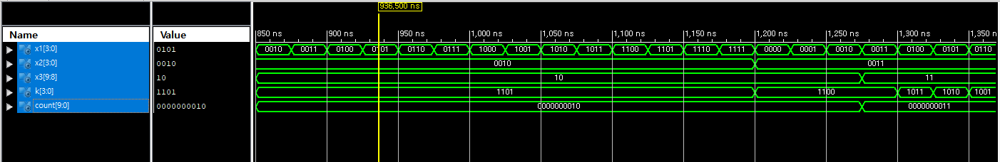 936,500 ns
Name Value 850 ns 900 ns 950 ns 1,000 ns 1,050 ns 1,100 ns 1,150 ns 1,200 ns 1,250 ns 1,300 ns 1,350 ns
x1[3:0] 0101 0010 0011 0100 0101 0110 0111 1000 1001 1010 1011 1100 1101 1110 1111 0000 0001 0010 0011 0100 0101 0110
x2[3:0] 0010 0010 0011
x3[9:8] 10 10 11
k[3:0] 1101 1101 1100 1011 1010 1001
count[9:0] 0000000010 0000000010 0000000011